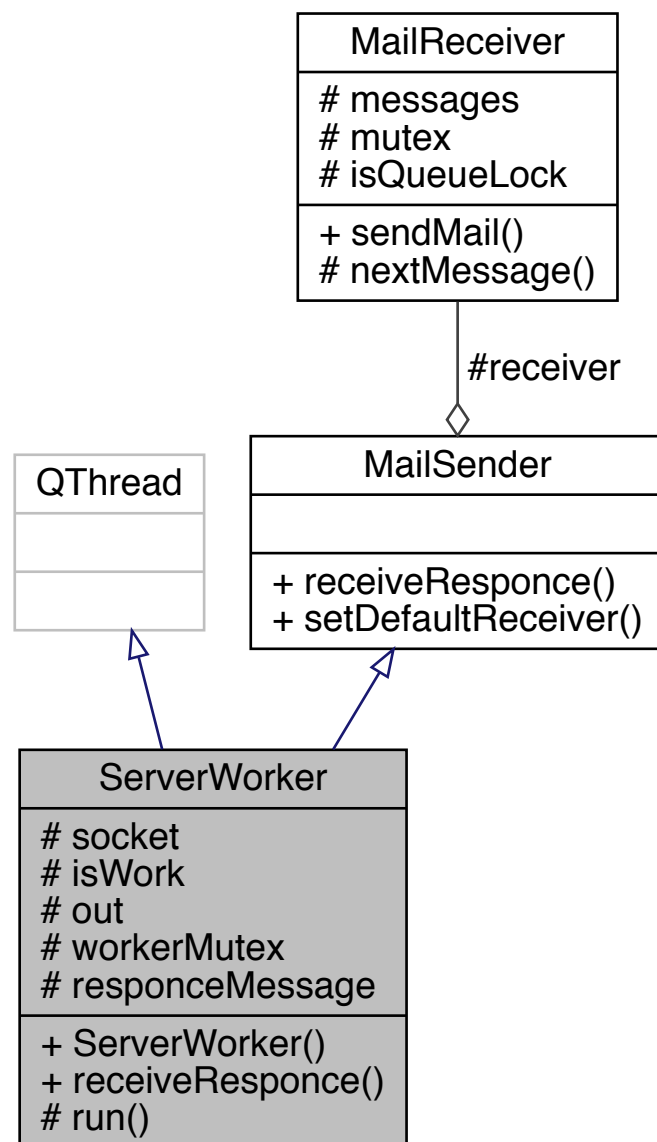 MailReceiver
# messages
# mutex
# isQueueLock
+ sendMail()
# nextMessage()
#receiver
QThread
MailSender
+ receiveResponce()
+ setDefaultReceiver()
ServerWorker
# socket
# isWork
# out
# workerMutex
# responceMessage
+ ServerWorker()
+ receiveResponce()
# run()